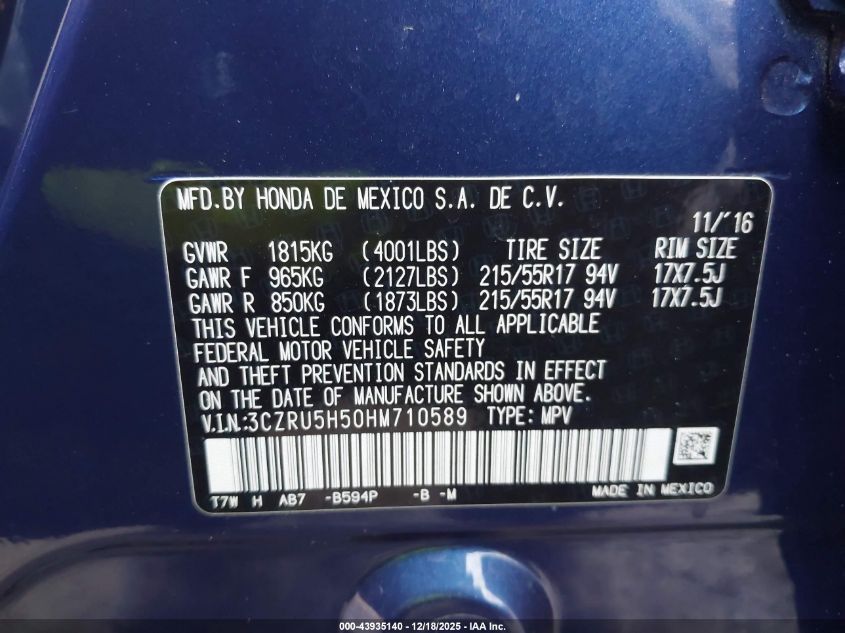 MFD.BY HONDA DE MEXICO S.A. DE C.V.
11/'16
GVWR 1815KG (4001LBS) TIRE SIZE RIM SIZE
GAWR F 965KG (2127LBS) 215/55R17 94V 17X7.5J
GAWR R 850KG (1873LBS) 215/55R17 94V 17X7.5J
THIS VEHICLE CONFORMS TO ALL APPLICABLE
FEDERAL MOTOR VEHICLE SAFETY
AND THEFT PREVENTION STANDARDS IN EFFECT
ON THE DATE OF MANUFACTURE SHOWN ABOVE.
V.I.N:3CZRU5H50HM710589 TYPE: MPV
T7W H AB7 -B594P -B -M MADE IN MEXICO
000-43935140 - 12/18/2025 - IAA Inc.